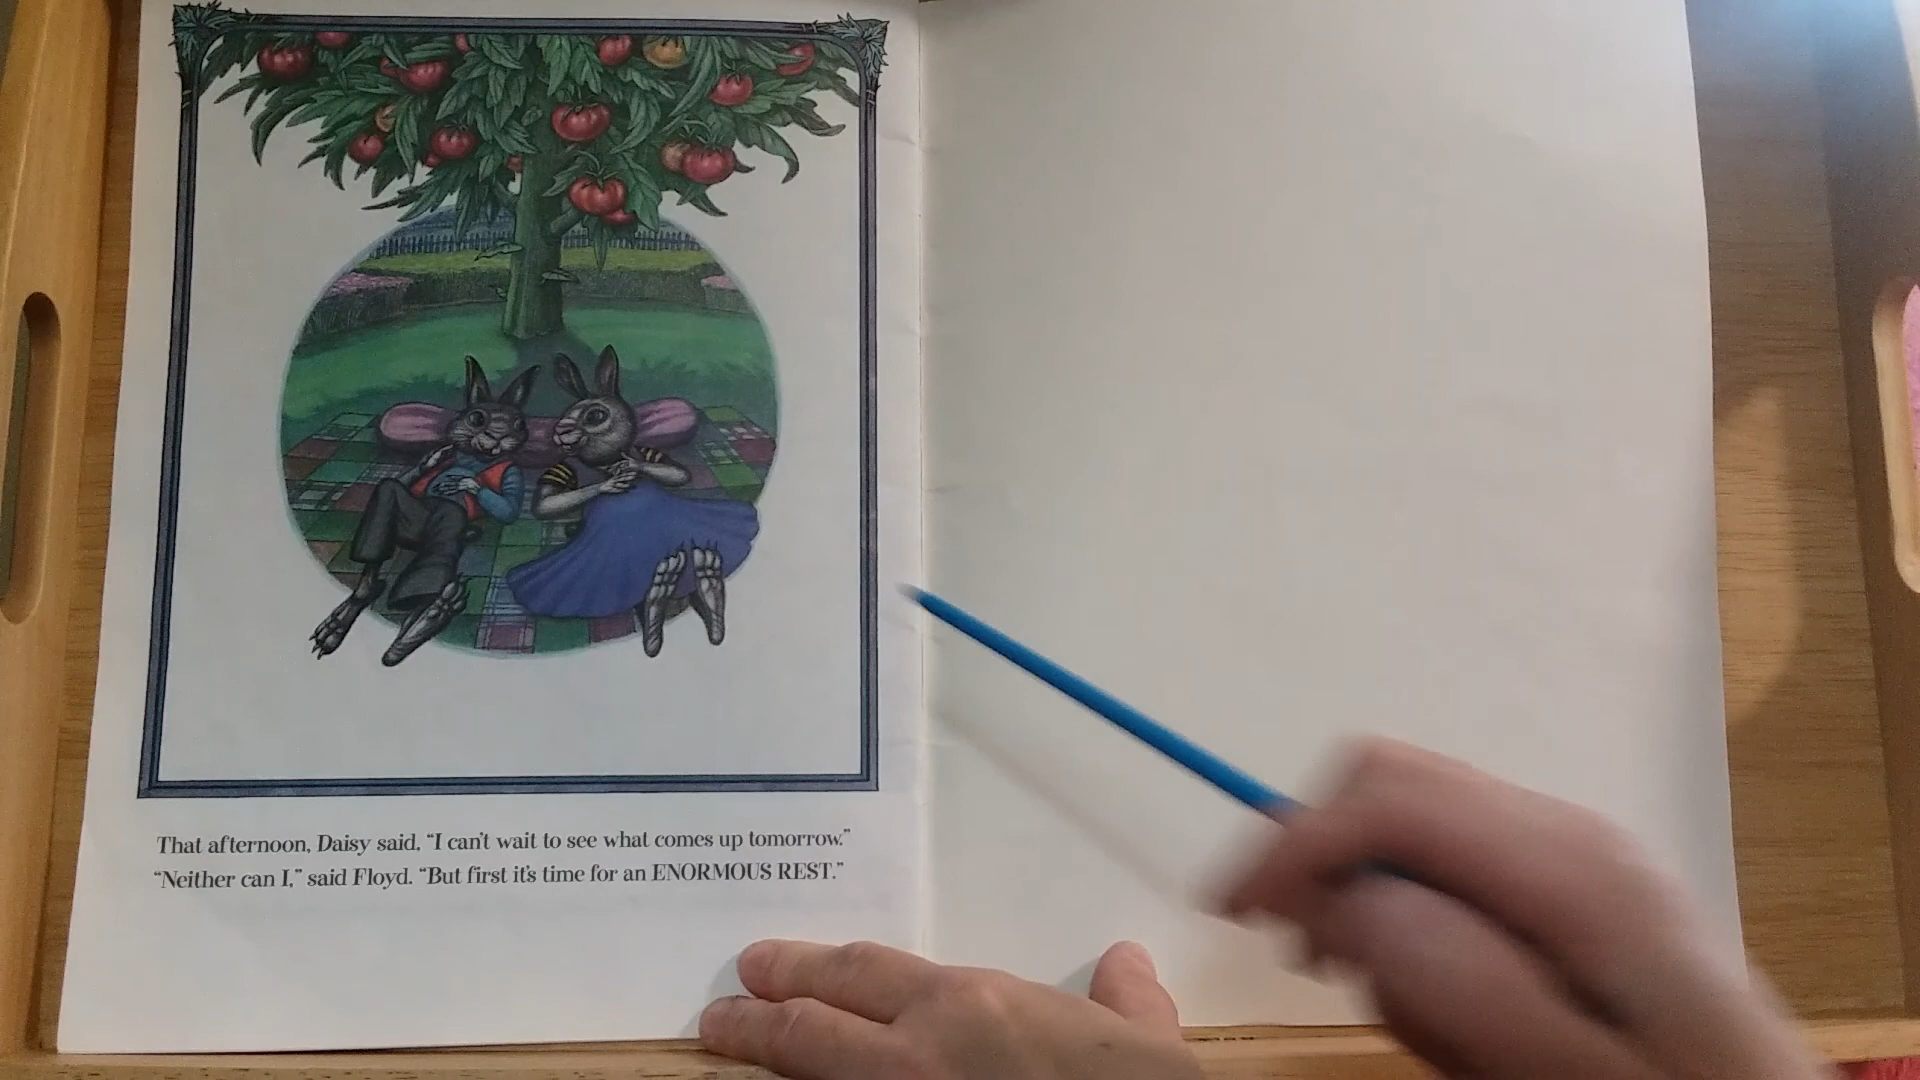 That afternoon, Daisy said, “I can't wait to see what comes up tomorrow.”
“Neither can I,” said Floyd. “But first it's time for an ENORMOUS REST.”